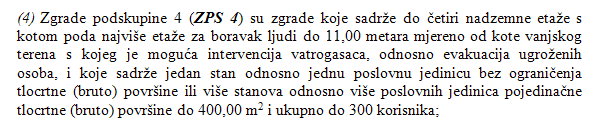 (4) Zgrade podskupine 4 (ZPS 4) su zgrade koje sadrže do četiri nadzemne etaže s
kotom poda najviše etaže za boravak ljudi do 11,00 metara mjereno od kote vanjskog
terena s kojeg je moguća intervencija vatrogasaca, odnosno evakuacija ugroženih
osoba, i koje sadrže jedan stan odnosno jednu poslovnu jedinicu bez ograničenja
tlocrtne (bruto) površine ili više stanova odnosno više poslovnih jedinica pojedinačne
tlocrtne (bruto) površine do 400,00 m² i ukupno do 300 korisnika;